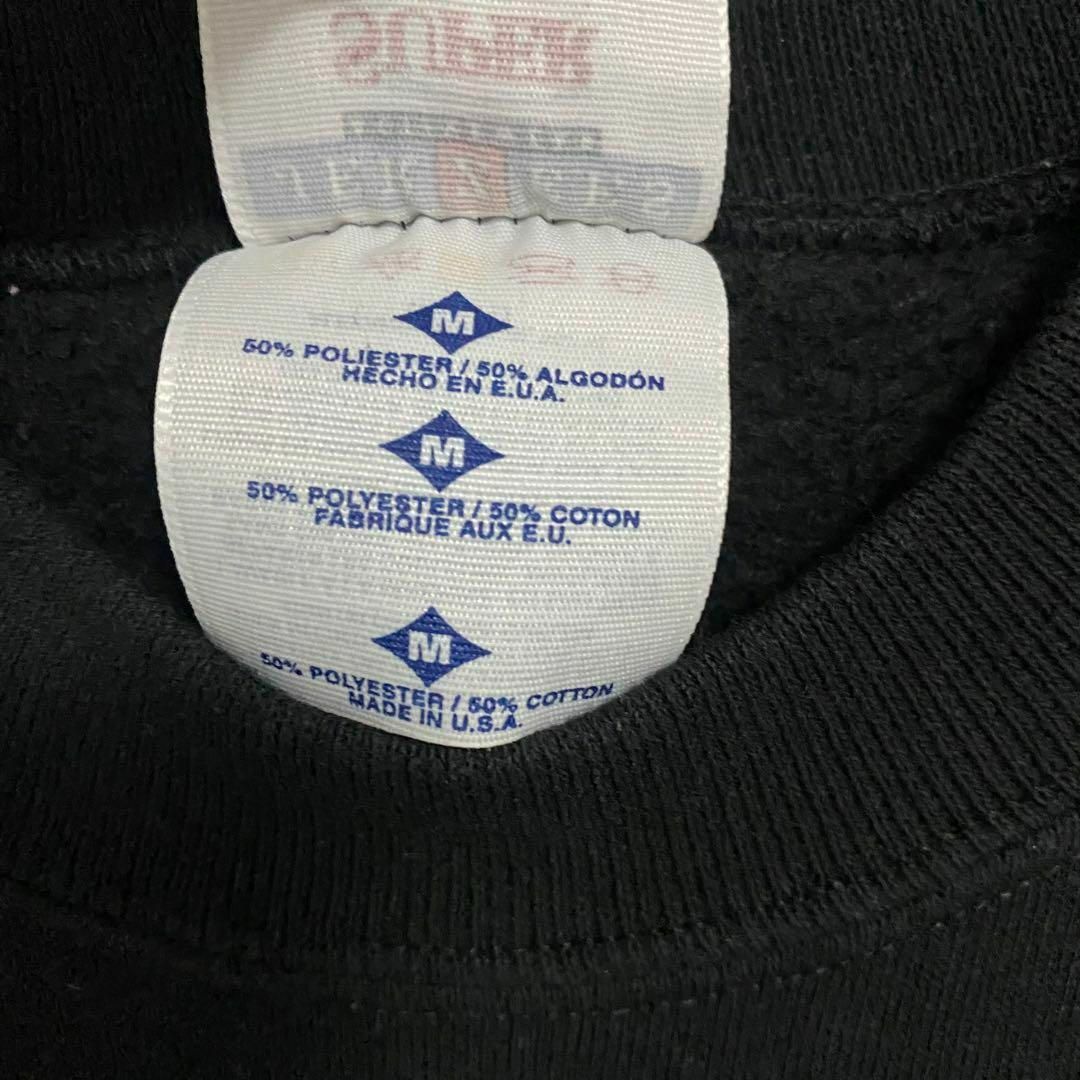 M
50% POLIESTER / 50% ALGODÓN
HECHO EN E.U.A.
M
50% POLYESTER / 50% COTON
FABRIQUE AUX E.U.
M
50% POLYESTER / 50% COTTON
MADE IN U.S.A.